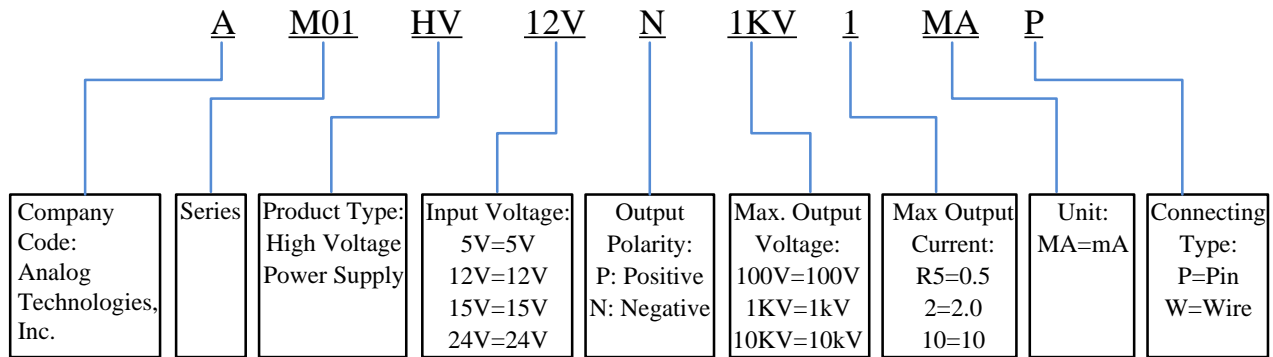 A M01 HV 12V N 1KV 1 MA P
Company
Code:
Analog
Technologies,
Inc.
Series
Product Type:
High Voltage
Power Supply
Input Voltage:
5V=5V
12V=12V
15V=15V
24V=24V
Output
Polarity:
P: Positive
N: Negative
Max. Output
Voltage:
100V=100V
1KV=1kV
10KV=10kV
Max Output
Current:
R5=0.5
2=2.0
10=10
Unit:
MA=mA
Connecting
Type:
P=Pin
W=Wire